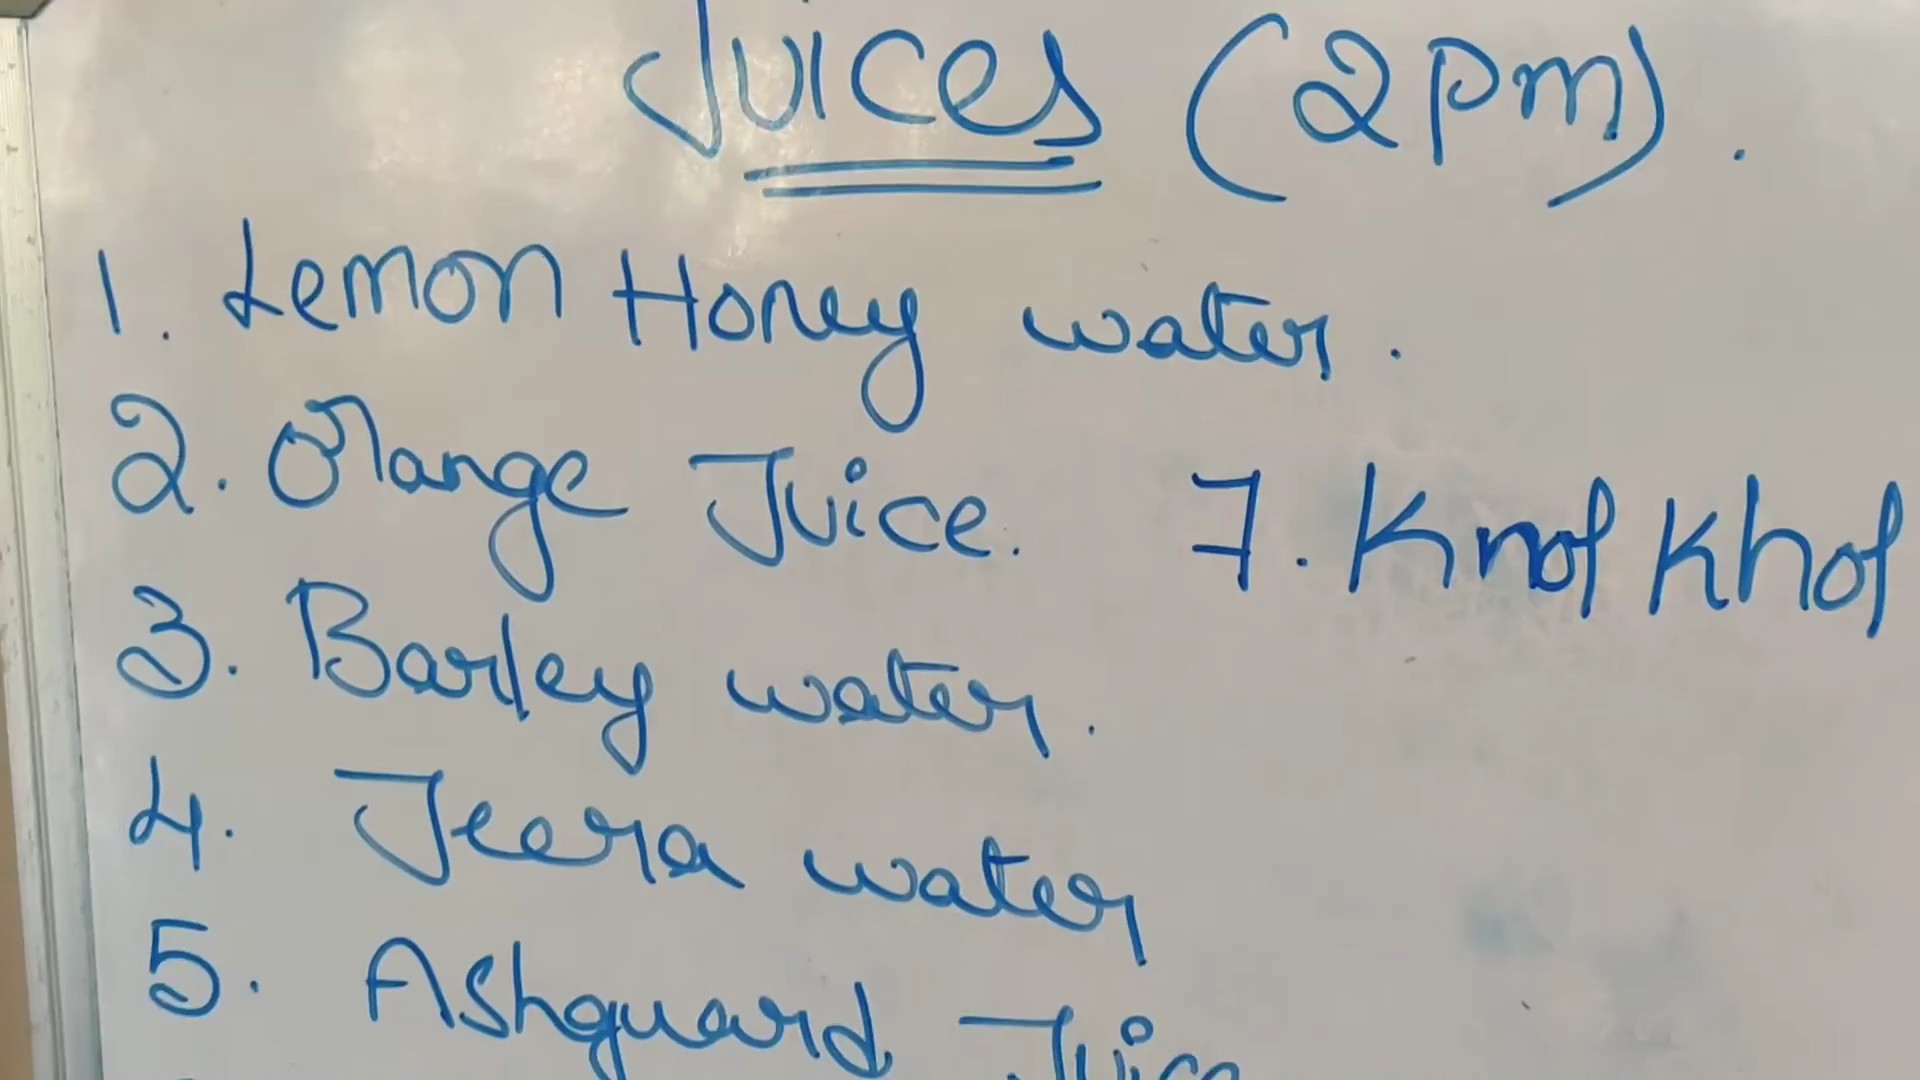 Juices (2pm).
1. Lemon Honey water.
2. Orange Juice.
3. Barley water.
4. Jeera water
5. Ashguard Juice
7. Knol Khol